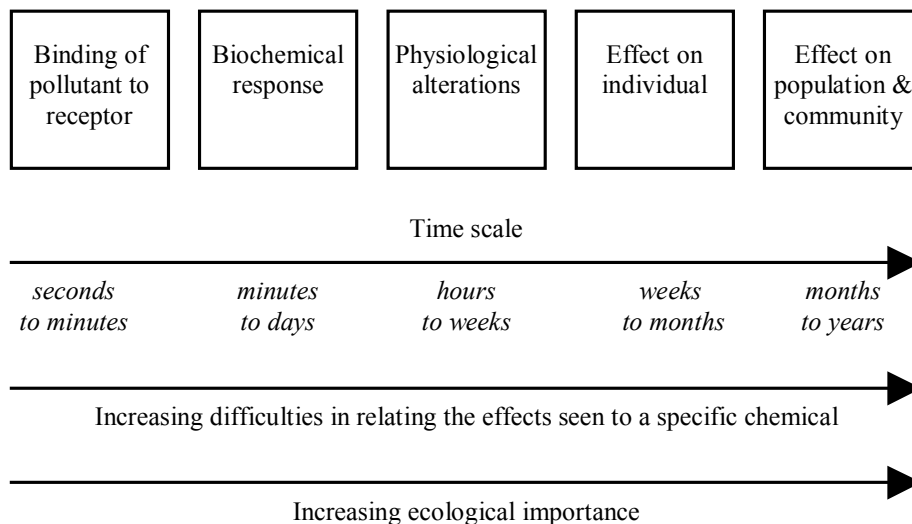 Binding of
pollutant to
receptor
Biochemical
response
Physiological
alterations
Effect on
individual
Effect on
population &
community
Time scale
seconds
to minutes
minutes
to days
hours
to weeks
weeks
to months
months
to years
Increasing difficulties in relating the effects seen to a specific chemical
Increasing ecological importance